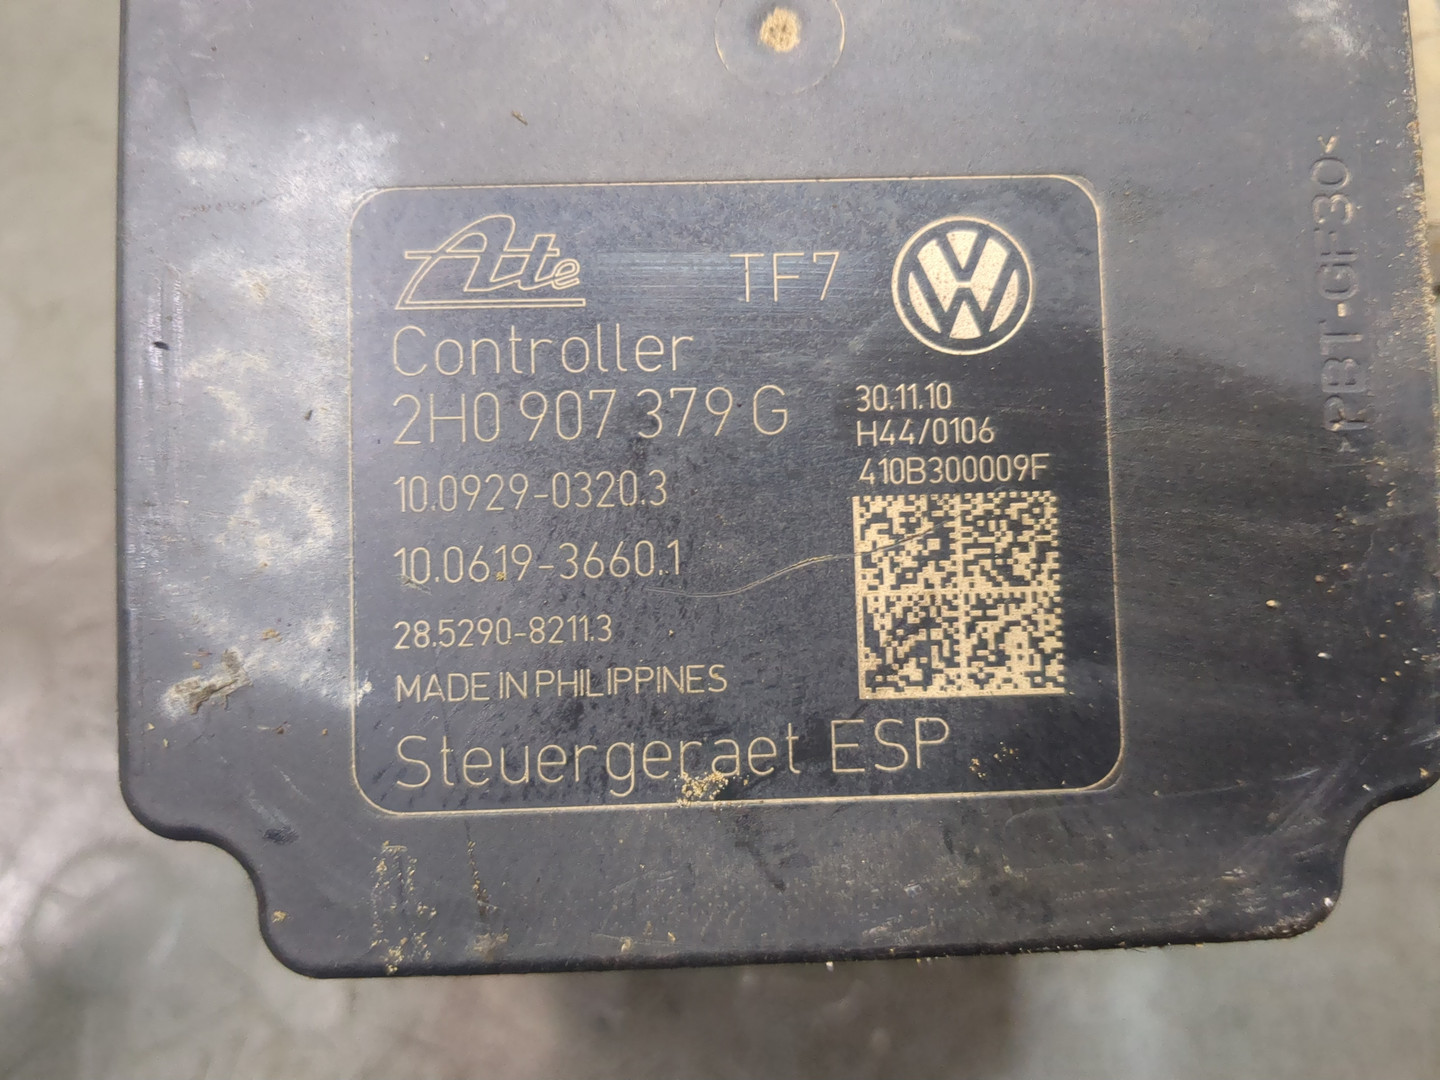 Ate TF7
Controller
2H0 907 379 G
30.11.10
H44/0106
410B300009F
10.0929-0320.3
10.0619-3660.1
28.5290-8211.3
MADE IN PHILIPPINES
Steuergeraet ESP
>PBT-GF30<